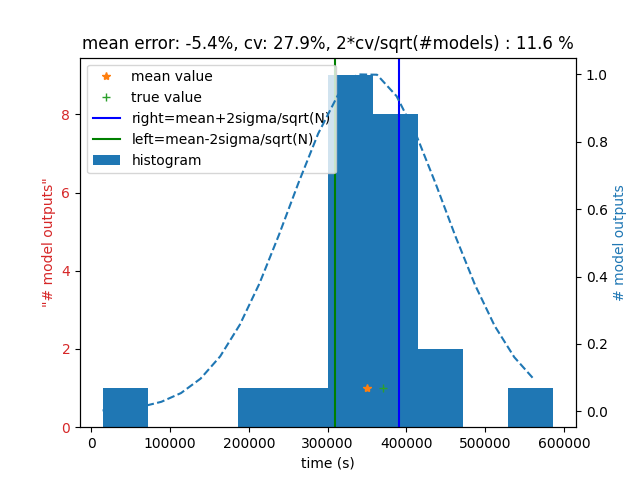 mean error: -5.4%, cv: 27.9%, 2*cv/sqrt(#models) : 11.6 %
mean value
true value
right=mean+2sigma/sqrt(N)
left=mean-2sigma/sqrt(N)
histogram
"# model outputs"
8
6
4
2
0
1.0
0.8
0.6
0.4
0.2
0.0
# model outputs
0
100000
200000
300000
400000
500000
600000
time (s)